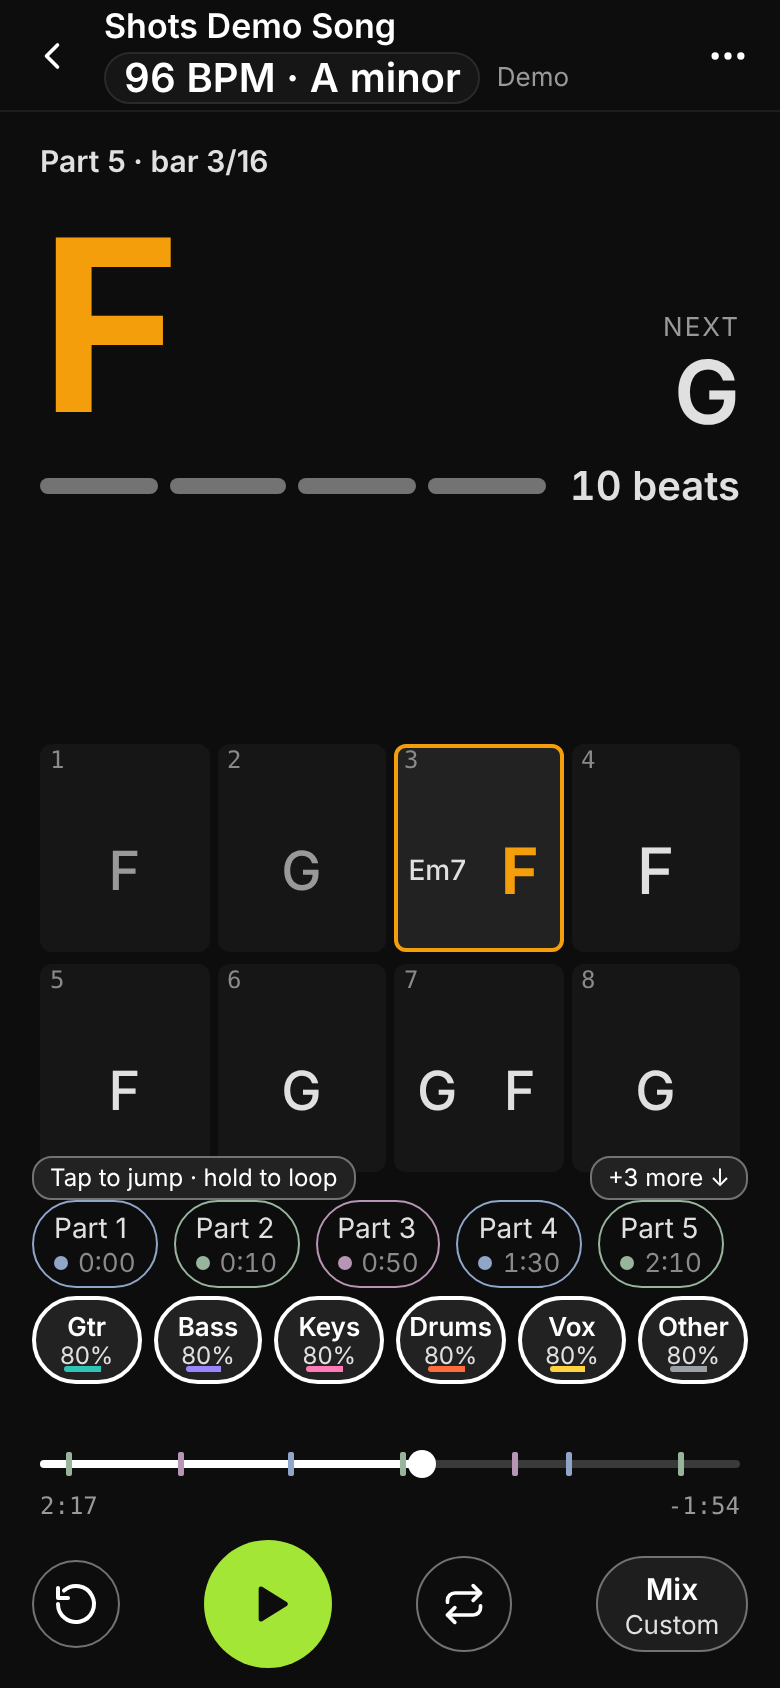 Shots Demo Song
96 BPM · A minor Demo
Part 5 · bar 3/16
F
NEXT
G
10 beats
1 2 3 4
F G Em7 F F
5 6 7 8
F G G F G
Tap to jump · hold to loop +3 more ↓
Part 1 Part 2 Part 3 Part 4 Part 5
0:00 0:10 0:50 1:30 2:10
Gtr Bass Keys Drums Vox Other
80% 80% 80% 80% 80% 80%
2:17 -1:54
Mix
Custom